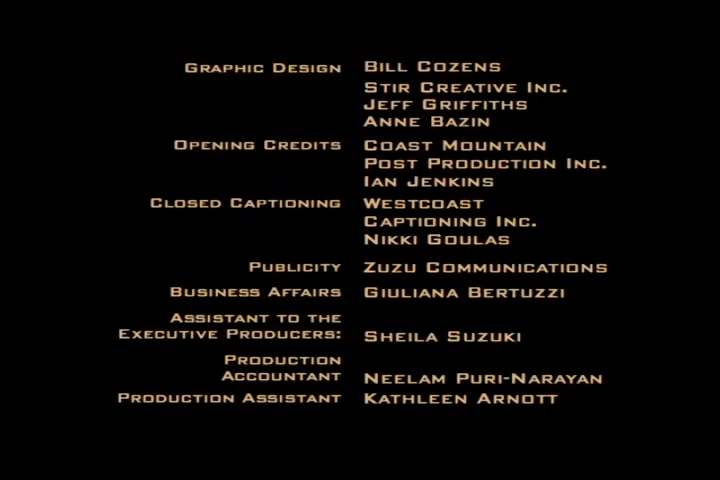 Graphic Design Bill Cozens
Stir Creative Inc.
Jeff Griffiths
Anne Bazin
Opening Credits Coast Mountain
Post Production Inc.
Ian Jenkins
Closed Captioning Westcoast
Captioning Inc.
Nikki Goulas
Publicity Zuzu Communications
Business Affairs Giuliana Bertuzzi
Assistant to the
Executive Producers: Sheila Suzuki
Production
Accountant Neelam Puri-Narayan
Production Assistant Kathleen Arnott